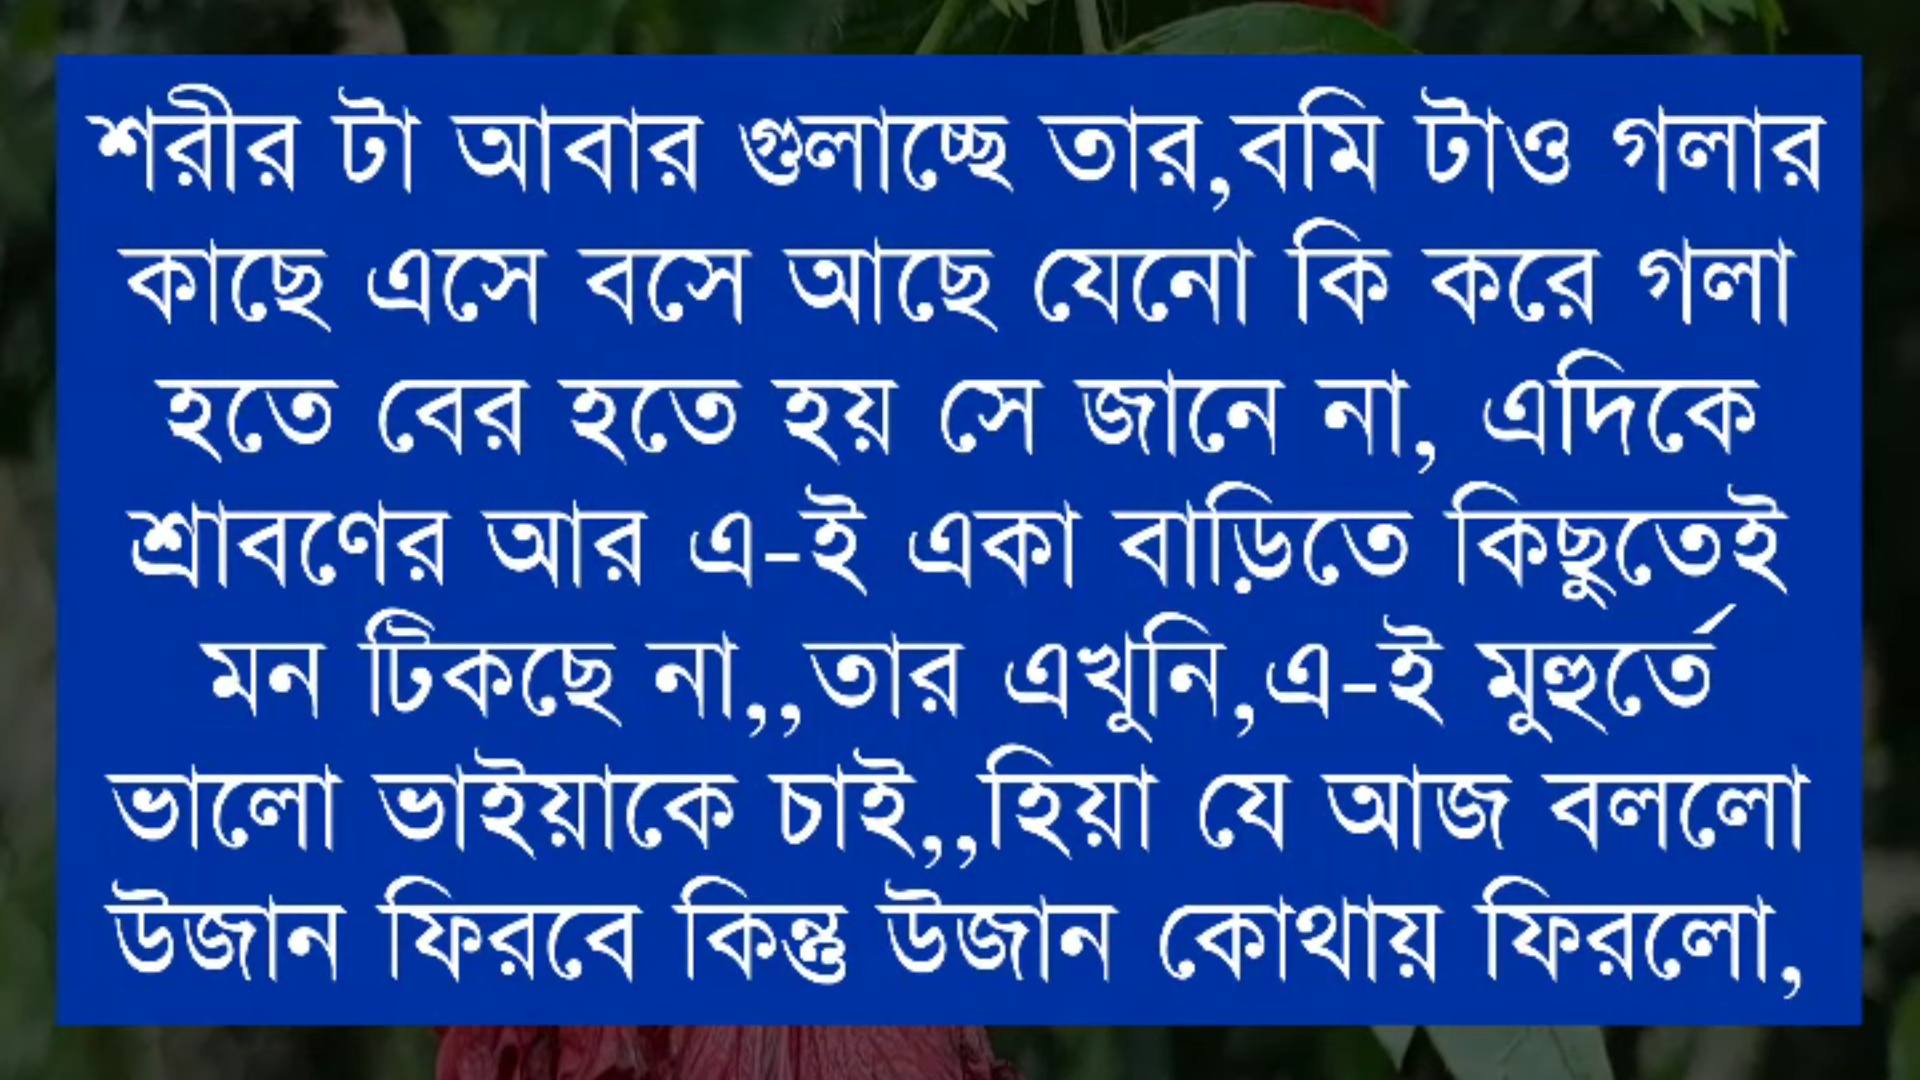 শরীর টা আবার গুলাচ্ছে তার,বমি টাও গলার
কাছে এসে বসে আছে যেনো কি করে গলা
হতে বের হতে হয় সে জানে না, এদিকে
শ্রাবণের আর এ-ই একা বাড়িতে কিছুতেই
মন টিকছে না,,তার এখুনি,এ-ই মুহুর্তে
ভালো ভাইয়াকে চাই,,হিয়া যে আজ বললো
উজান ফিরবে কিন্তু উজান কোথায় ফিরলো,